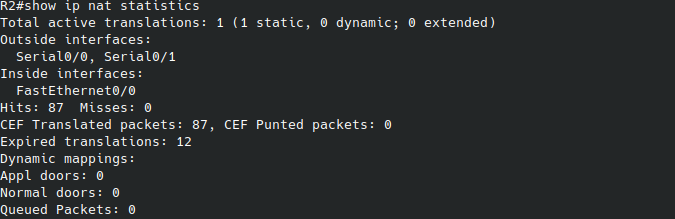 R2#show ip nat statistics
Total active translations: 1 (1 static, 0 dynamic; 0 extended)
Outside interfaces:
  Serial0/0, Serial0/1
Inside interfaces:
  FastEthernet0/0
Hits: 87  Misses: 0
CEF Translated packets: 87, CEF Punted packets: 0
Expired translations: 12
Dynamic mappings:
Appl doors: 0
Normal doors: 0
Queued Packets: 0